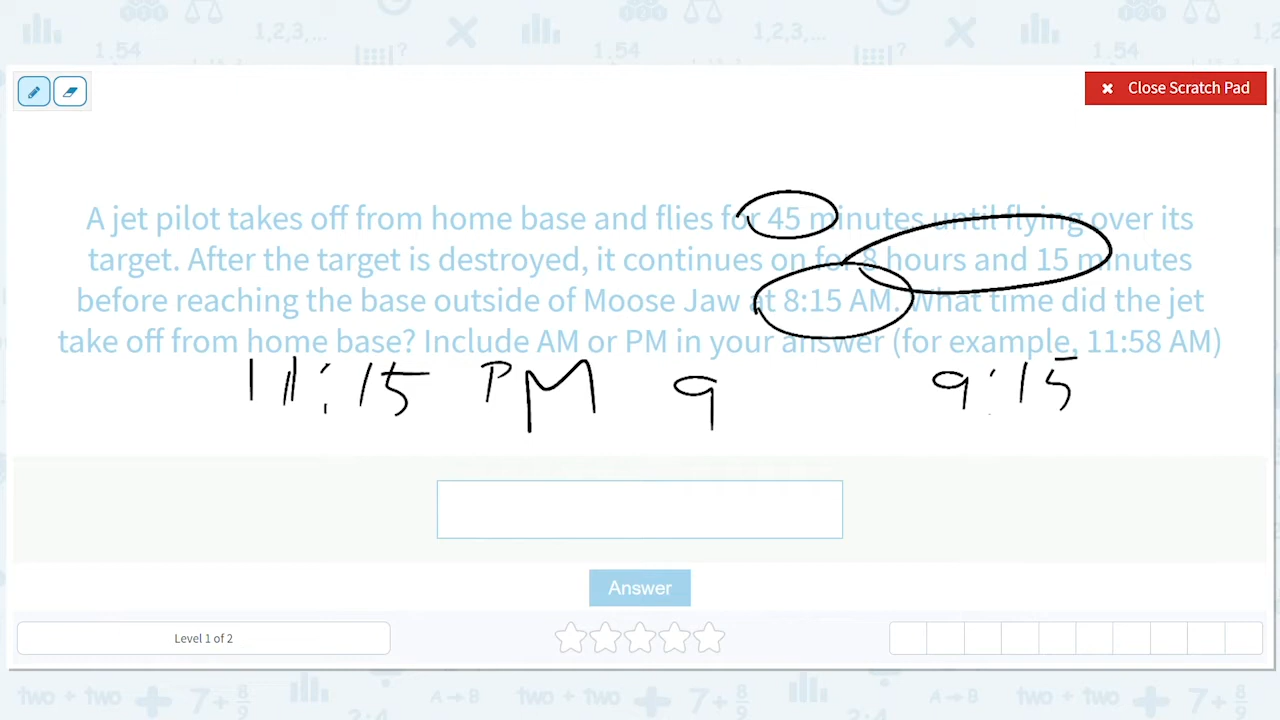 Close Scratch Pad
A jet pilot takes off from home base and flies for 45 minutes until flying over its
target. After the target is destroyed, it continues on for 8 hours and 15 minutes
before reaching the base outside of Moose Jaw at 8:15 AM. What time did the jet
take off from home base? Include AM or PM in your answer (for example, 11:58 AM)
11:15 PM 9 9:15
Answer
Level 1 of 2